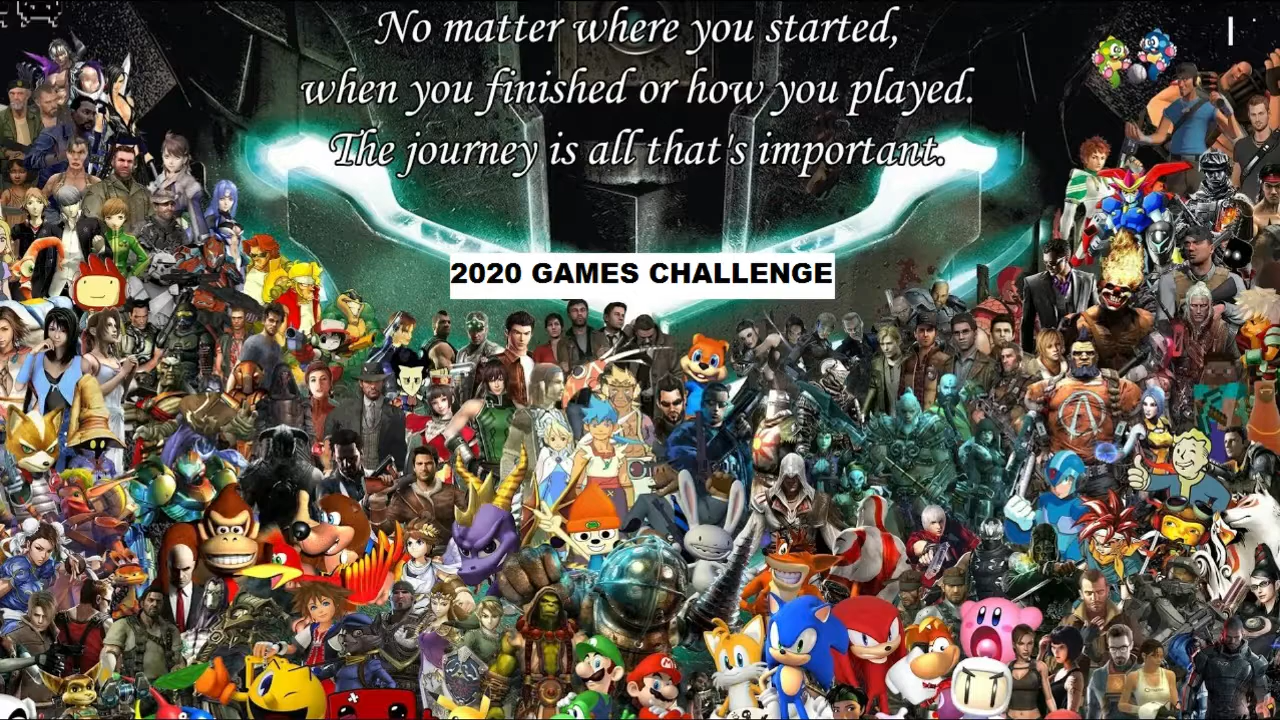 No matter where you started,
when you finished or how you played.
The journey is all that's important.
2020 GAMES CHALLENGE